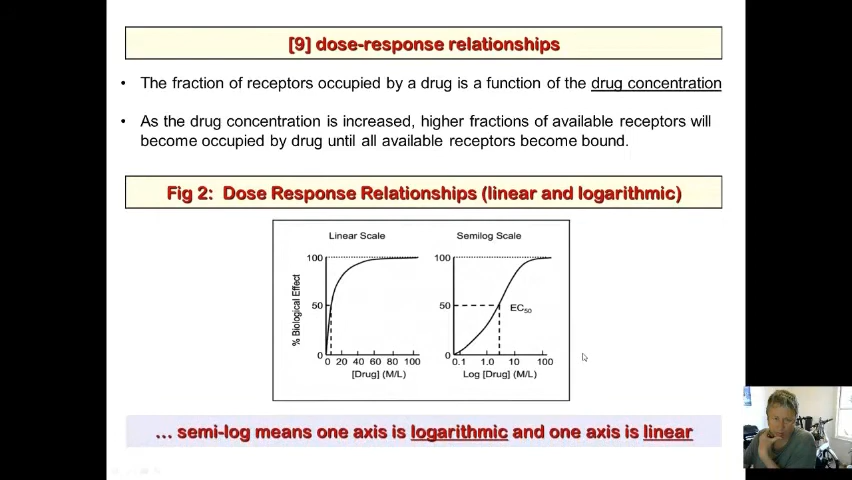 [9] dose-response relationships
• The fraction of receptors occupied by a drug is a function of the drug concentration
• As the drug concentration is increased, higher fractions of available receptors will
become occupied by drug until all available receptors become bound.
Fig 2: Dose Response Relationships (linear and logarithmic)
Linear Scale
100
50
0
% Biological Effect
0 20 40 60 80 100
[Drug] (M/L)
Semilog Scale
100
50
0
EC50
0.1 1.0 10 100
Log [Drug] (M/L)
... semi-log means one axis is logarithmic and one axis is linear